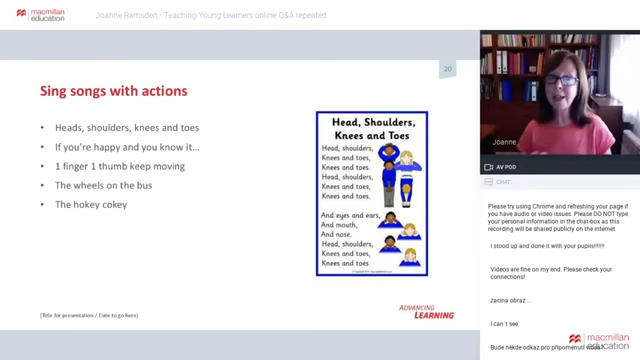 macmillan
education
Joanne Ramsden - Teaching Young Learners online Q&A repeated
20
Sing songs with actions
• Heads, shoulders, knees and toes
• If you're happy and you know it...
• 1 finger 1 thumb keep moving
• The wheels on the bus
• The hokey cokey
Head, Shoulders,
Knees and Toes
Head, shoulders,
Knees and toes,
Knees and toes.
Head, shoulders,
Knees and toes,
Knees and toes.
And eyes and ears,
And mouth,
And nose.
Head, shoulders,
Knees and toes,
Knees and toes.
ADVANCING
LEARNING
[Title for presentation / Date to go here]
Joanne
AV POD
CHAT
Please try using Chrome and refreshing your page if
you have audio or video issues. Please DO NOT type
your personal information in the chat-box as this
recording will be shared publicly on the internet.
I stood up and done it with your pupils!!!!!!!
Videos are fine on my end. Please check your
connections!
zacina obraz ...
I can´t see
Bude někde odkaz pro připomenutí videa?
macmillan
education